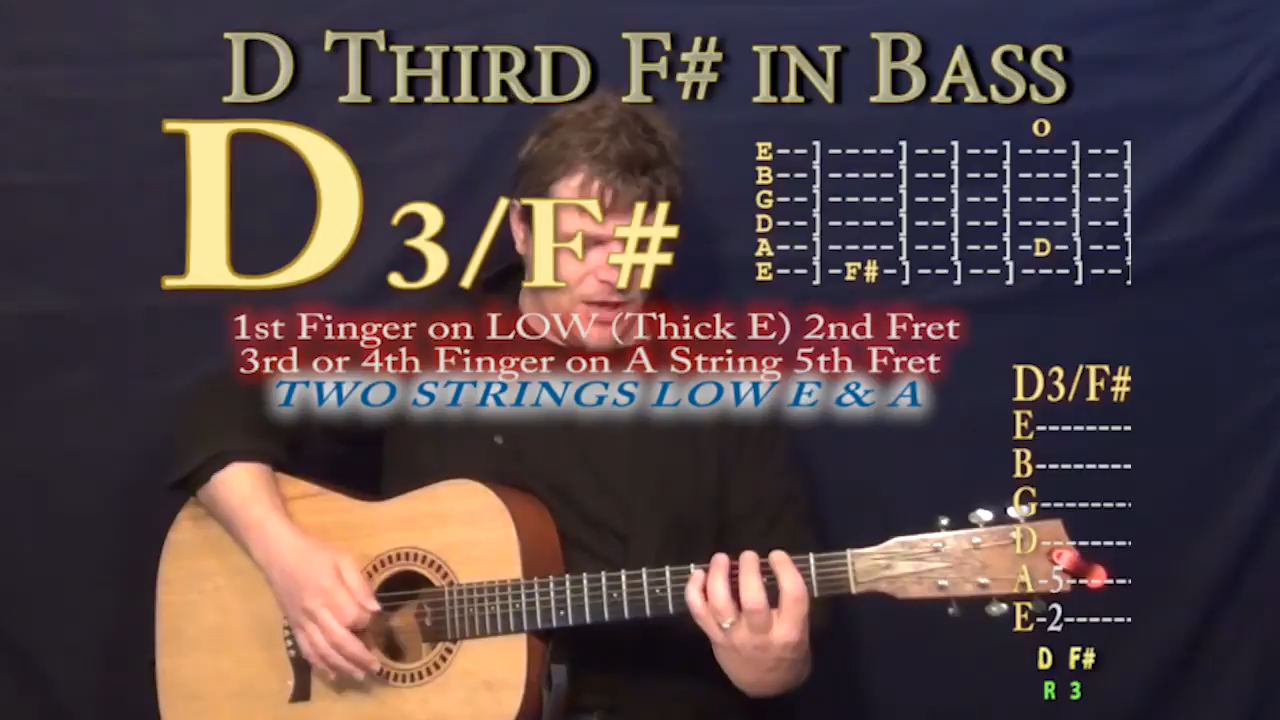 D Third F# in Bass
D 3/F#
O
E--]----]--]--]---]--]
B--]----]--]--]---]--]
G--]----]--]--]---]--]
D--]----]--]--]---]--]
A--]----]--]--]-D-]--]
E--]-F#-]--]--]---]--]
1st Finger on LOW (Thick E) 2nd Fret
3rd or 4th Finger on A String 5th Fret
TWO STRINGS LOW E & A
D3/F#
E--------
B--------
G--------
D--------
A-5------
E-2------
D F#
R 3